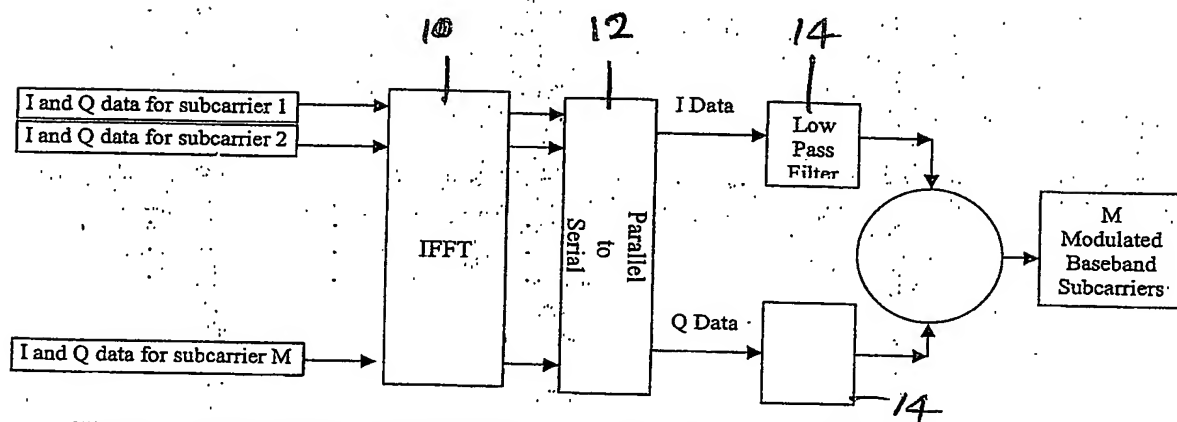 10
12
14
I and Q data for subcarrier 1
I and Q data for subcarrier 2
I and Q data for subcarrier M
IFFT
Parallel
to
Serial
I Data
Q Data
Low
Pass
Filter
14
M
Modulated
Baseband
Subcarriers